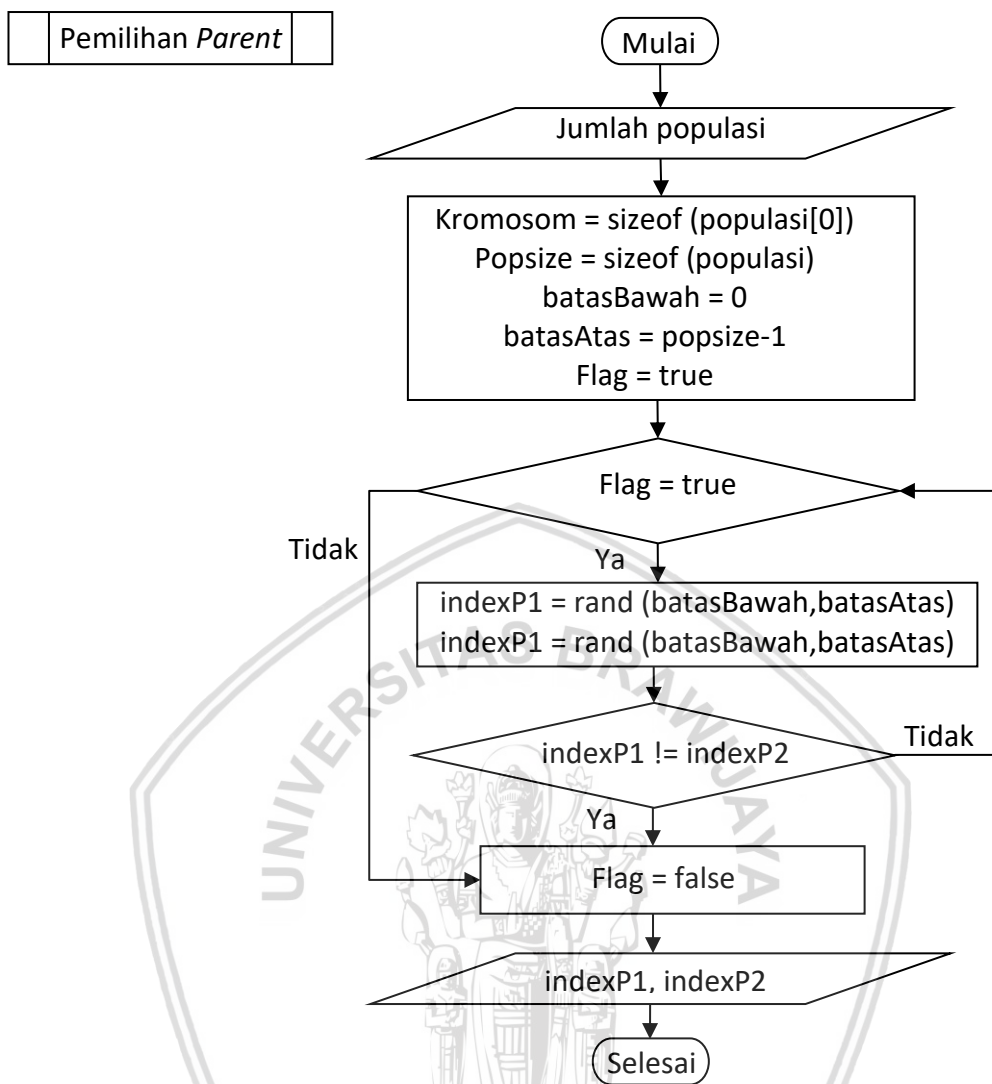 Pemilihan Parent
Mulai
Jumlah populasi
Kromosom = sizeof (populasi[0])
Popsize = sizeof (populasi)
batasBawah = 0
batasAtas = popsize-1
Flag = true
Flag = true
Tidak
Ya
indexP1 = rand (batasBawah,batasAtas)
indexP1 = rand (batasBawah,batasAtas)
indexP1 != indexP2
Tidak
Ya
Flag = false
indexP1, indexP2
Selesai
UNIVERSITAS BRAWIJAYA